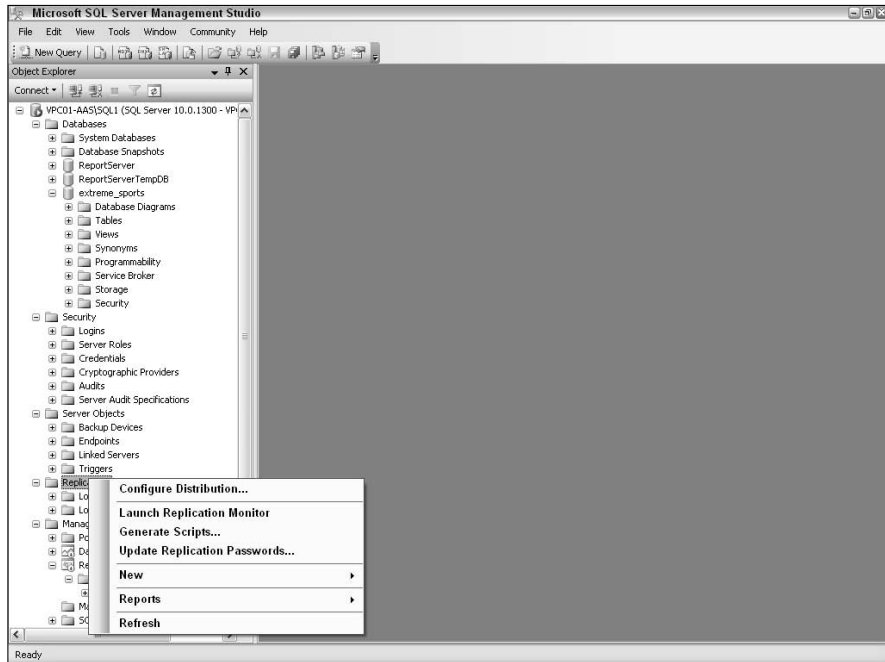 Microsoft SQL Server Management Studio
File Edit View Tools Window Community Help
New Query
Object Explorer
Connect
VPC01-AAS\SQL1 (SQL Server 10.0.1300 -
Databases
System Databases
Database Snapshots
ReportServer
ReportServerTempDB
extreme_sports
Database Diagrams
Tables
Views
Synonyms
Programmability
Service Broker
Storage
Security
Security
Logins
Server Roles
Credentials
Cryptographic Providers
Audits
Server Audit Specifications
Server Objects
Backup Devices
Endpoints
Linked Servers
Triggers
Configure Distribution...
Launch Replication Monitor
Generate Scripts...
Update Replication Passwords...
New
Reports
Refresh
Ready